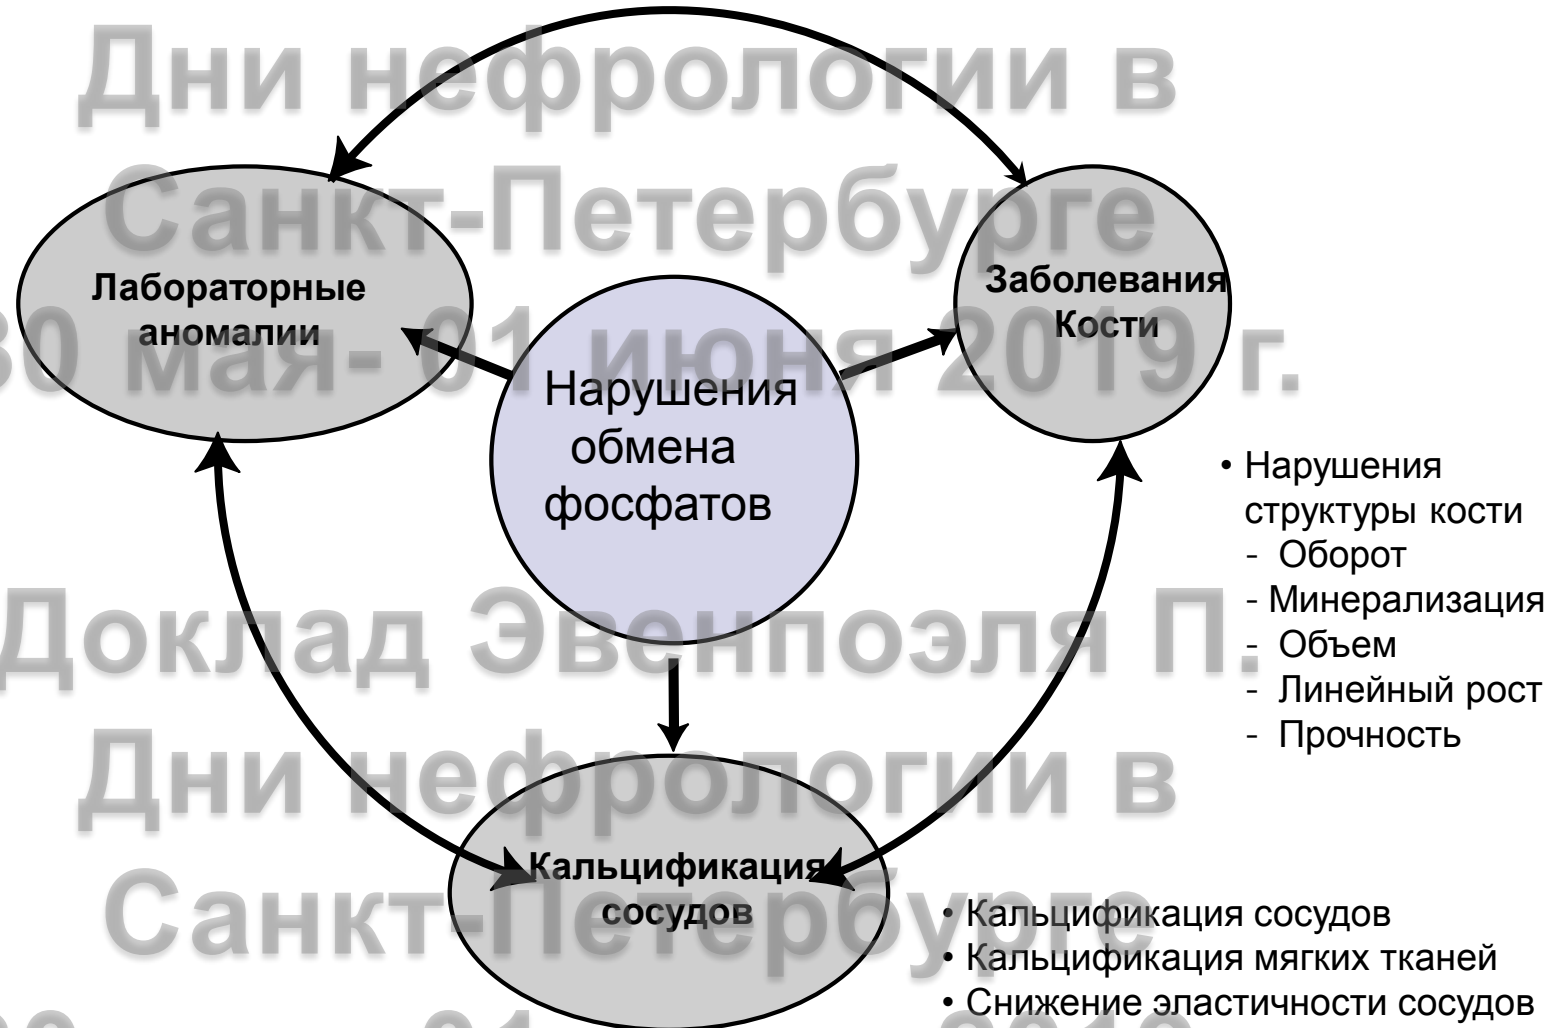 Дни нефрологии в
Санкт-Петербурге
30 мая- 01 июня 2019 г.
Лабораторные
аномалии
Заболевания
Кости
Нарушения
обмена
фосфатов
• Нарушения
структуры кости
- Оборот
- Минерализация
- Объем
- Линейный рост
- Прочность
Доклад Эвенпоэля П.
Дни нефрологии в
Санкт-Петербурге
Кальцификация
сосудов
• Кальцификация сосудов
• Кальцификация мягких тканей
• Снижение эластичности сосудов